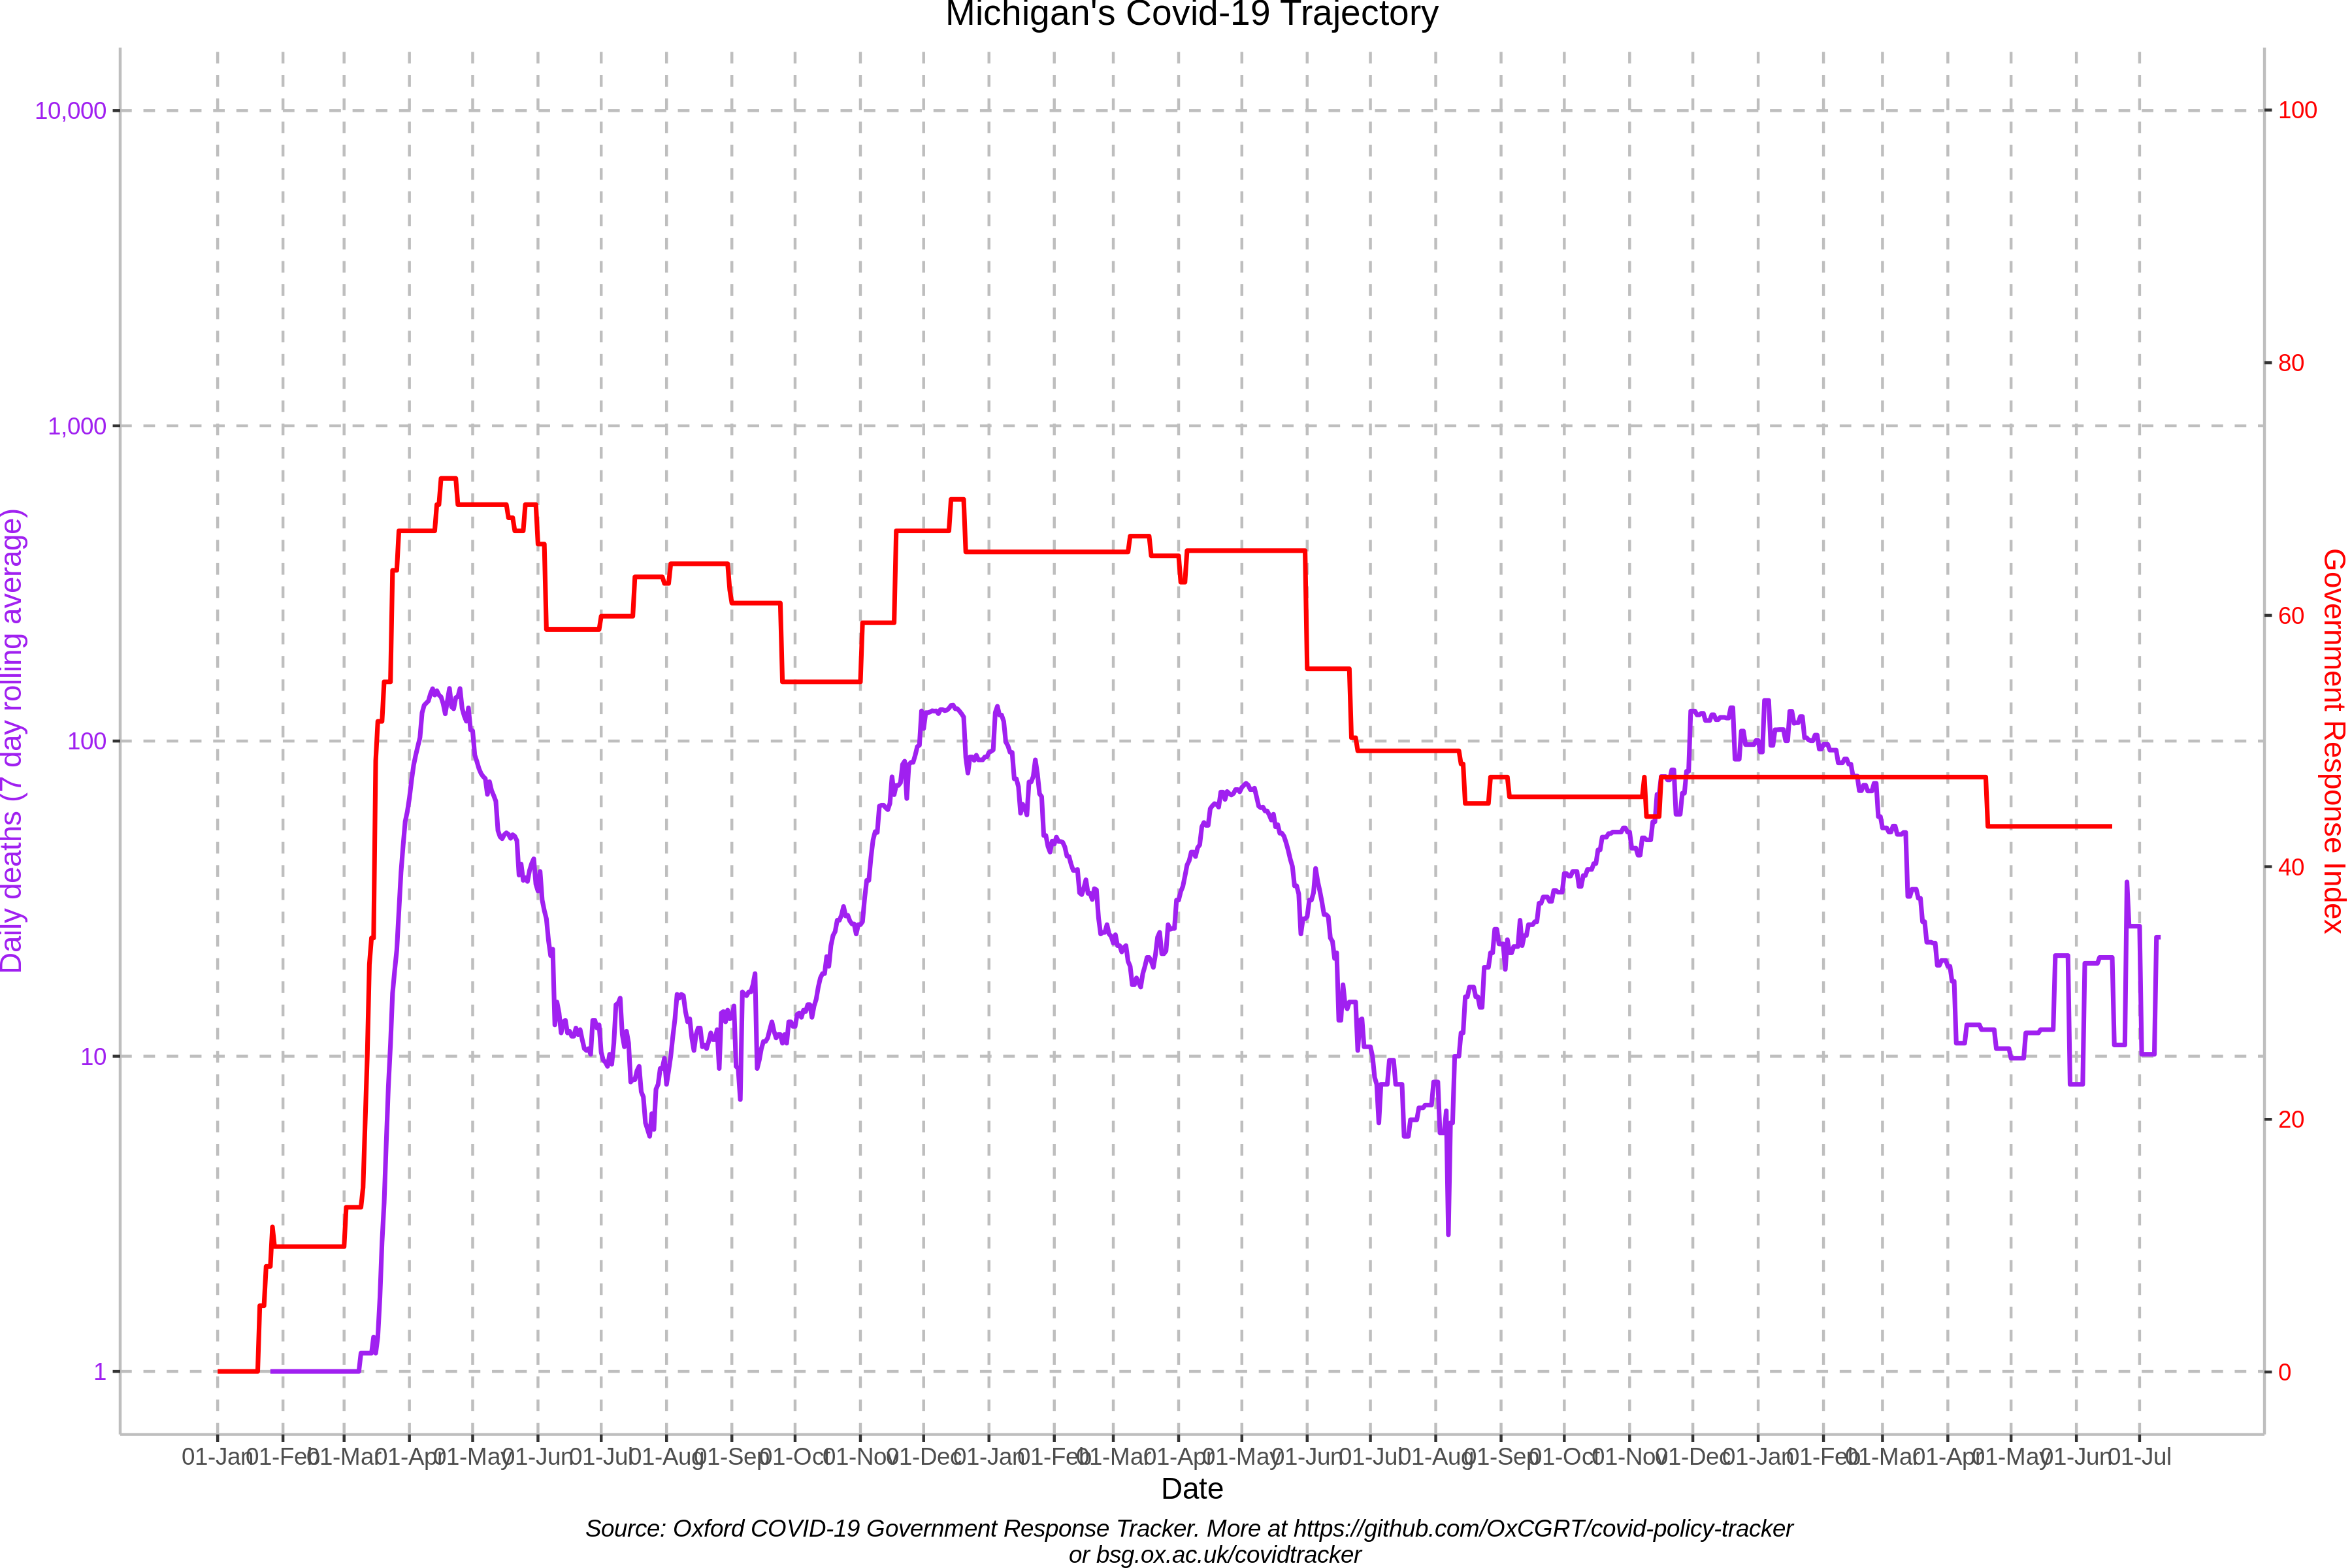 Michigan's Covid-19 Trajectory
10,000
1,000
100
10
1
Daily deaths (7 day rolling average)
100
80
60
40
20
0
Government Response Index
01-Jan 01-Feb 01-Mar 01-Apr 01-May 01-Jun 01-Jul 01-Aug 01-Sep 01-Oct 01-Nov 01-Dec 01-Jan 01-Feb 01-Mar 01-Apr 01-May 01-Jun 01-Jul 01-Aug 01-Sep 01-Oct 01-Nov 01-Dec 01-Jan 01-Feb 01-Mar 01-Apr 01-May 01-Jun 01-Jul
Date
Source: Oxford COVID-19 Government Response Tracker. More at https://github.com/OxCGRT/covid-policy-tracker
or bsg.ox.ac.uk/covidtracker